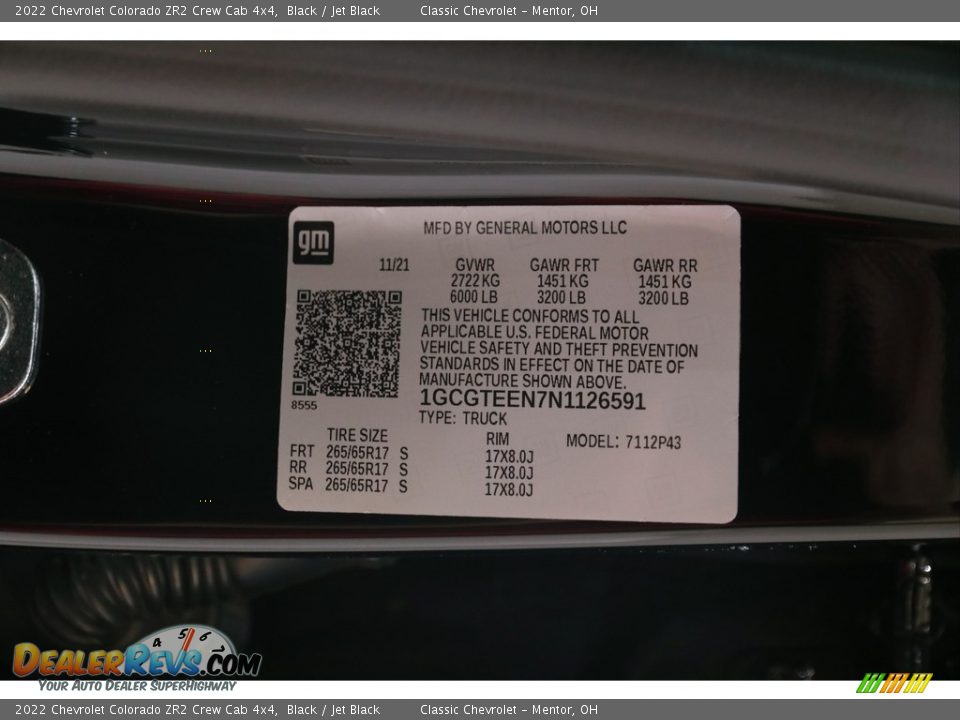 2022 Chevrolet Colorado ZR2 Crew Cab 4x4, Black / Jet Black Classic Chevrolet – Mentor, OH
gm
MFD BY GENERAL MOTORS LLC
11/21 GVWR GAWR FRT GAWR RR
2722 KG 1451 KG 1451 KG
6000 LB 3200 LB 3200 LB
THIS VEHICLE CONFORMS TO ALL
APPLICABLE U.S. FEDERAL MOTOR
VEHICLE SAFETY AND THEFT PREVENTION
STANDARDS IN EFFECT ON THE DATE OF
MANUFACTURE SHOWN ABOVE.
8555
1GCGTEEN7N1126591
TYPE: TRUCK
TIRE SIZE RIM MODEL: 7112P43
FRT 265/65R17 S 17X8.0J
RR 265/65R17 S 17X8.0J
SPA 265/65R17 S 17X8.0J
4 5 6 7
DEALERREVS.COM
YOUR AUTO DEALER SUPERHIGHWAY
2022 Chevrolet Colorado ZR2 Crew Cab 4x4, Black / Jet Black Classic Chevrolet – Mentor, OH